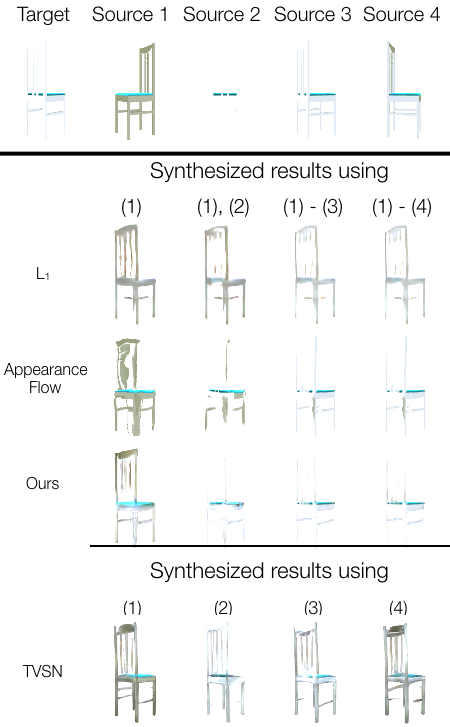 Target Source 1 Source 2 Source 3 Source 4
Synthesized results using
(1) (1), (2) (1) - (3) (1) - (4)
L₁
Appearance
Flow
Ours
Synthesized results using
(1) (2) (3) (4)
TVSN